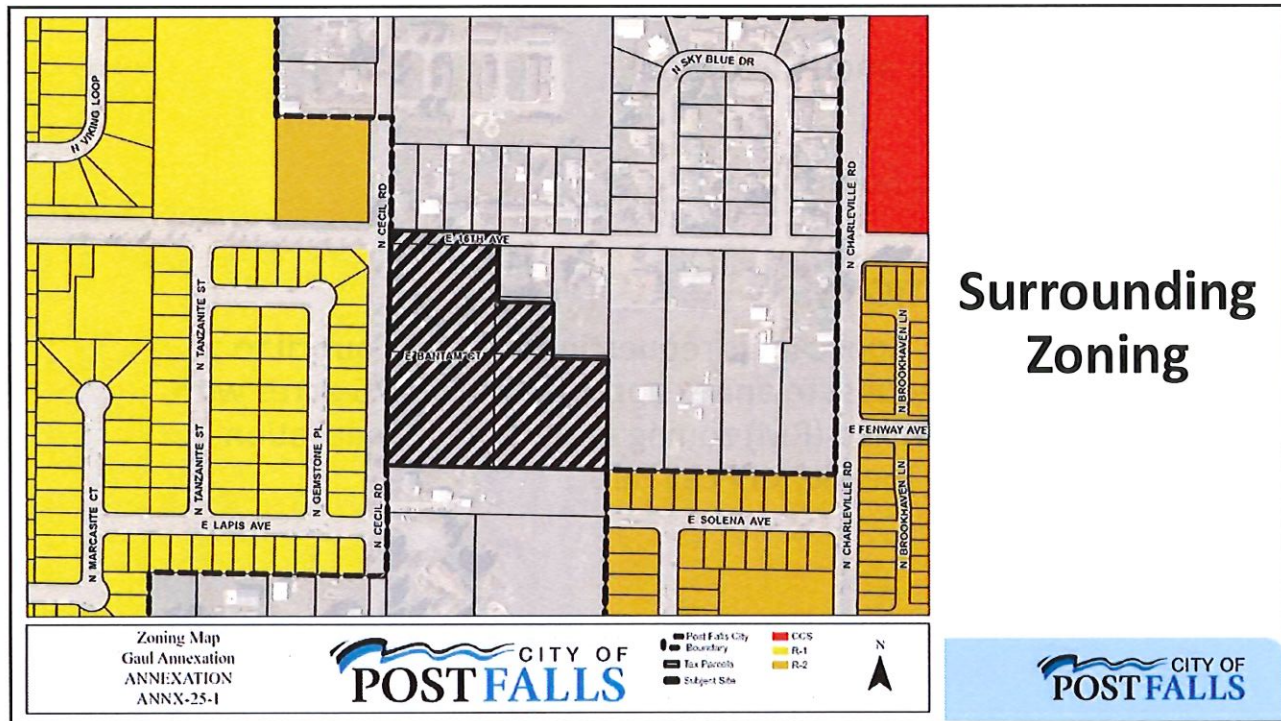 N VIKING LOOP
N CECIL RD
N SKY BLUE DR
N CHARLEVILLE RD
E 16TH AVE
N TANZANITE ST
N TANZANITE ST
N GEMSTONE PL
E BANTAM CT
N MARCASITE CT
E LAPIS AVE
N CECIL RD
E SOLENA AVE
N CHARLEVILLE RD
N BROOKHAVEN LN
E FENWAY AVE
N BROOKHAVEN LN
Surrounding
Zoning
Zoning Map
Gaul Annexation
ANNEXATION
ANNX-25-1
CITY OF
POST FALLS
Post Falls City
Boundary
Tax Parcels
Subject Site
CCS
R-1
R-2
N
CITY OF
POST FALLS